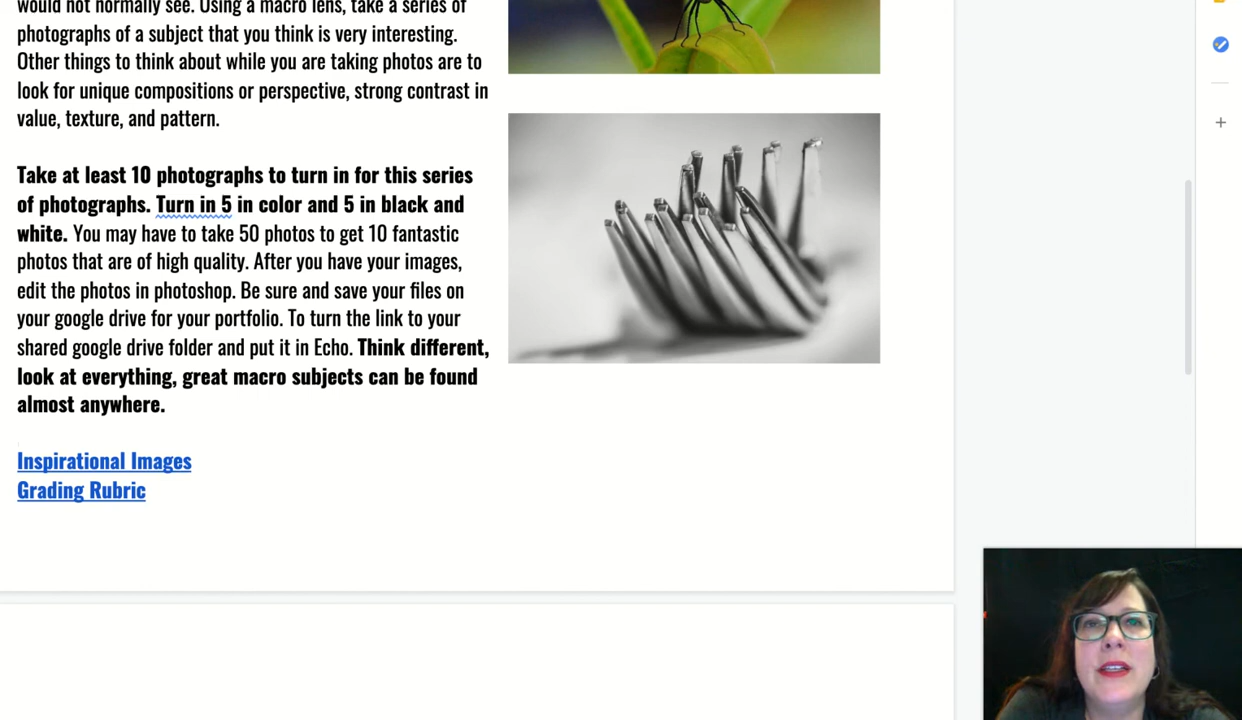 would not normally see. Using a macro lens, take a series of
photographs of a subject that you think is very interesting.
Other things to think about while you are taking photos are to
look for unique compositions or perspective, strong contrast in
value, texture, and pattern.
Take at least 10 photographs to turn in for this series
of photographs. Turn in 5 in color and 5 in black and
white. You may have to take 50 photos to get 10 fantastic
photos that are of high quality. After you have your images,
edit the photos in photoshop. Be sure and save your files on
your google drive for your portfolio. To turn the link to your
shared google drive folder and put it in Echo. Think different,
look at everything, great macro subjects can be found
almost anywhere.
Inspirational Images
Grading Rubric